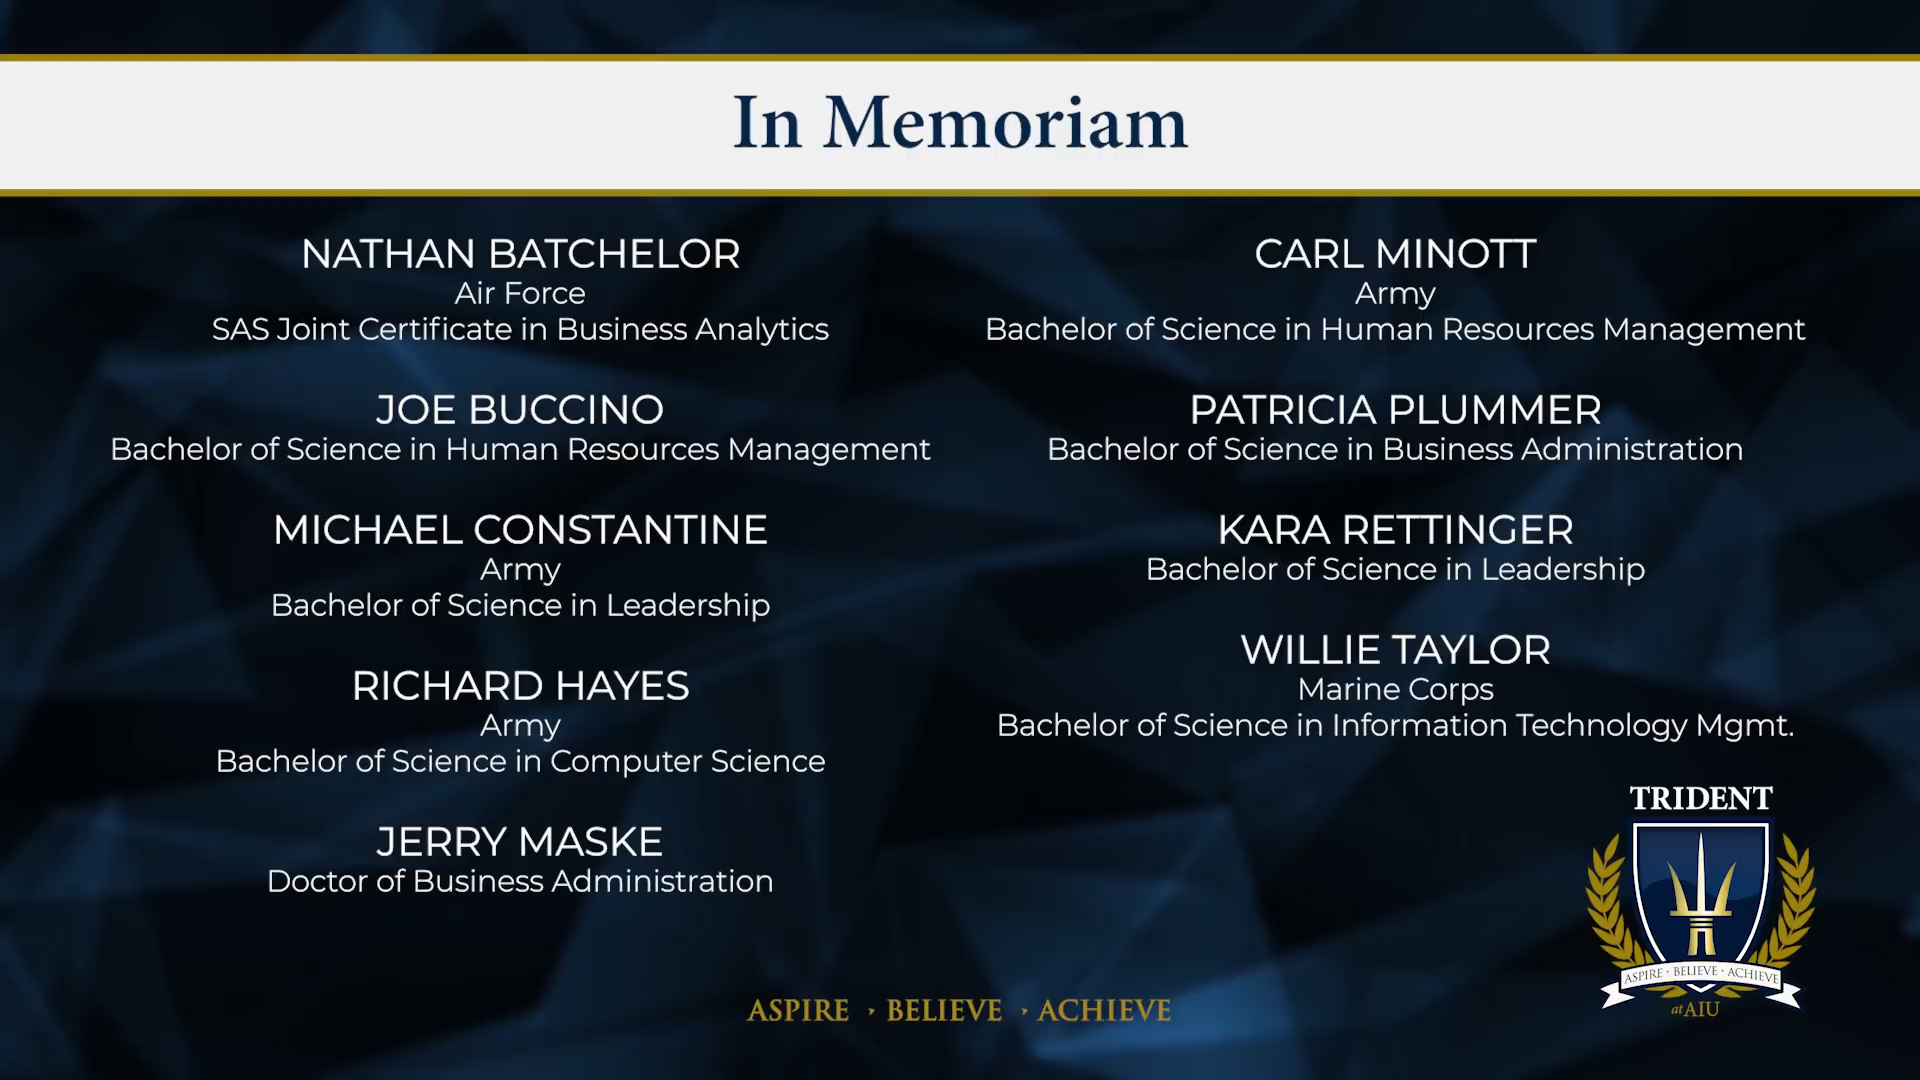 In Memoriam
NATHAN BATCHELOR
Air Force
SAS Joint Certificate in Business Analytics
JOE BUCCINO
Bachelor of Science in Human Resources Management
MICHAEL CONSTANTINE
Army
Bachelor of Science in Leadership
RICHARD HAYES
Army
Bachelor of Science in Computer Science
JERRY MASKE
Doctor of Business Administration
CARL MINOTT
Army
Bachelor of Science in Human Resources Management
PATRICIA PLUMMER
Bachelor of Science in Business Administration
KARA RETTINGER
Bachelor of Science in Leadership
WILLIE TAYLOR
Marine Corps
Bachelor of Science in Information Technology Mgmt.
TRIDENT
ASPIRE · BELIEVE · ACHIEVE
at AIU
ASPIRE · BELIEVE · ACHIEVE